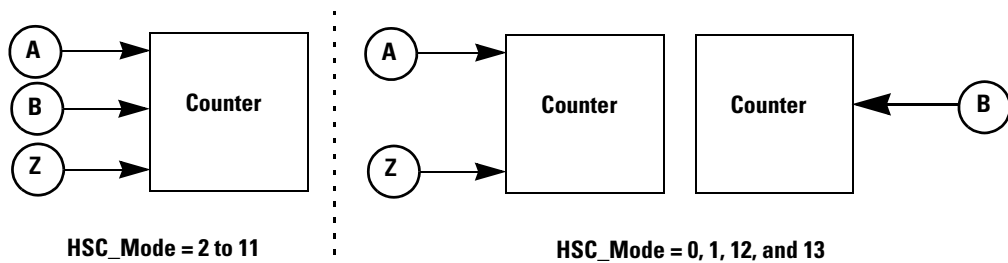 A
B
Z
Counter
HSC_Mode = 2 to 11
A
Z
Counter
Counter
B
HSC_Mode = 0, 1, 12, and 13